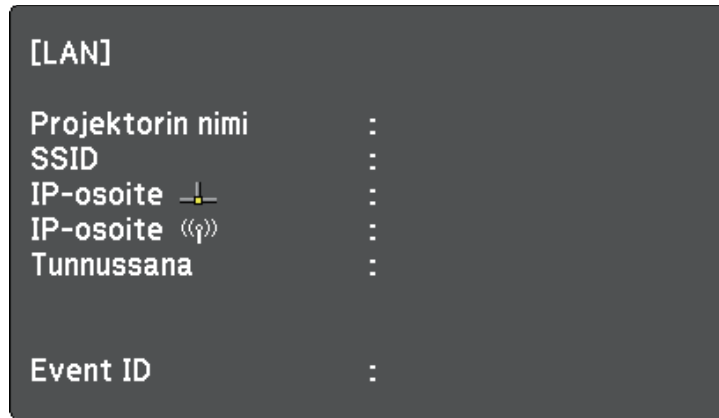 [LAN]
Projektorin nimi :
SSID :
IP-osoite :
IP-osoite :
Tunnussana :
Event ID :